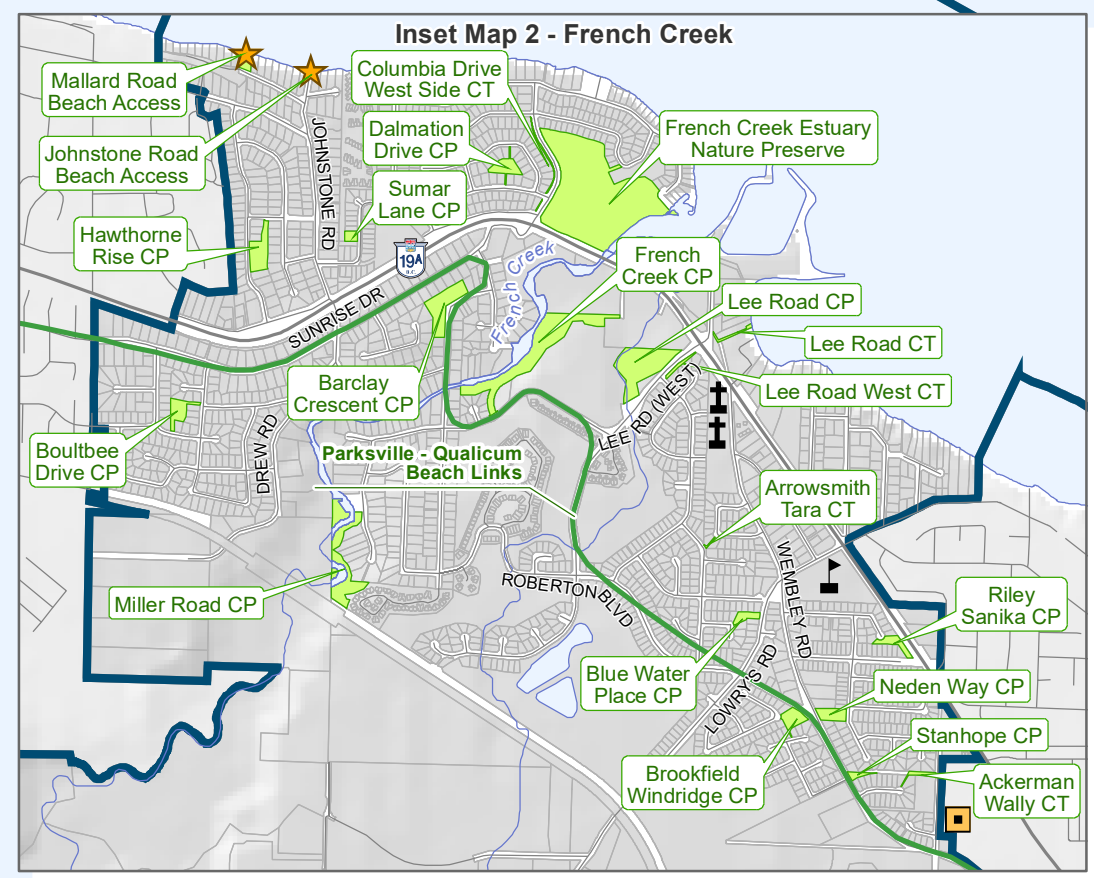 Inset Map 2 - French Creek
Mallard Road
Beach Access
Columbia Drive
West Side CT
Dalmation
Drive CP
French Creek Estuary
Nature Preserve
Johnstone Road
Beach Access
JOHNSTONE RD
Sumar
Lane CP
Hawthorne
Rise CP
19A
B.C.
French Creek
French
Creek CP
SUNRISE DR
Lee Road CP
Lee Road CT
Barclay
Crescent CP
Lee Road West CT
LEE RD (WEST)
Boultbee
Drive CP
DREW RD
Parksville - Qualicum
Beach Links
Arrowsmith
Tara CT
WEMBLEY RD
Miller Road CP
ROBERTON BLVD
Riley
Sanika CP
Blue Water
Place CP
LOWRY'S RD
Neden Way CP
Stanhope CP
Brookfield
Windridge CP
Ackerman
Wally CT